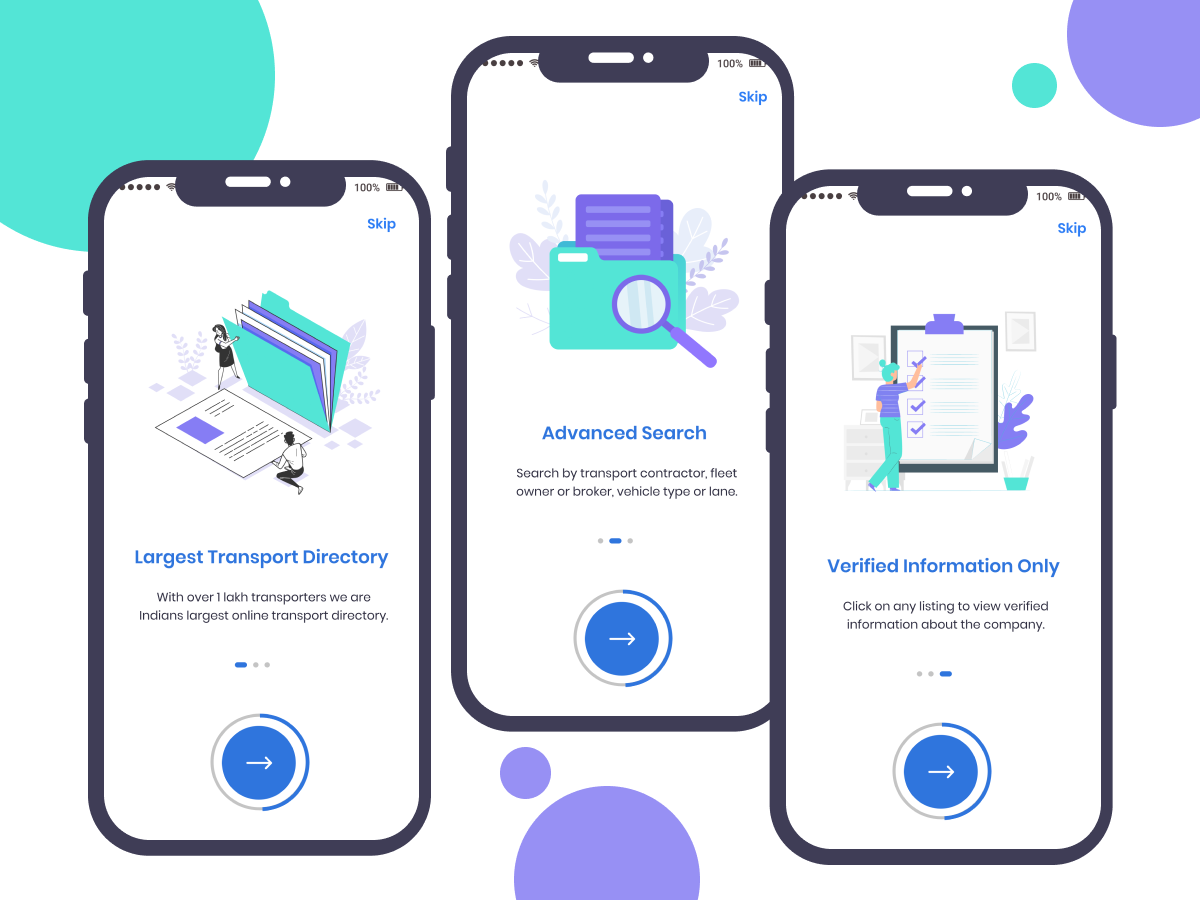 100%
Skip
Largest Transport Directory
With over 1 lakh transporters we are
Indians largest online transport directory.
100%
Skip
Advanced Search
Search by transport contractor, fleet
owner or broker, vehicle type or lane.
100%
Skip
Verified Information Only
Click on any listing to view verified
information about the company.